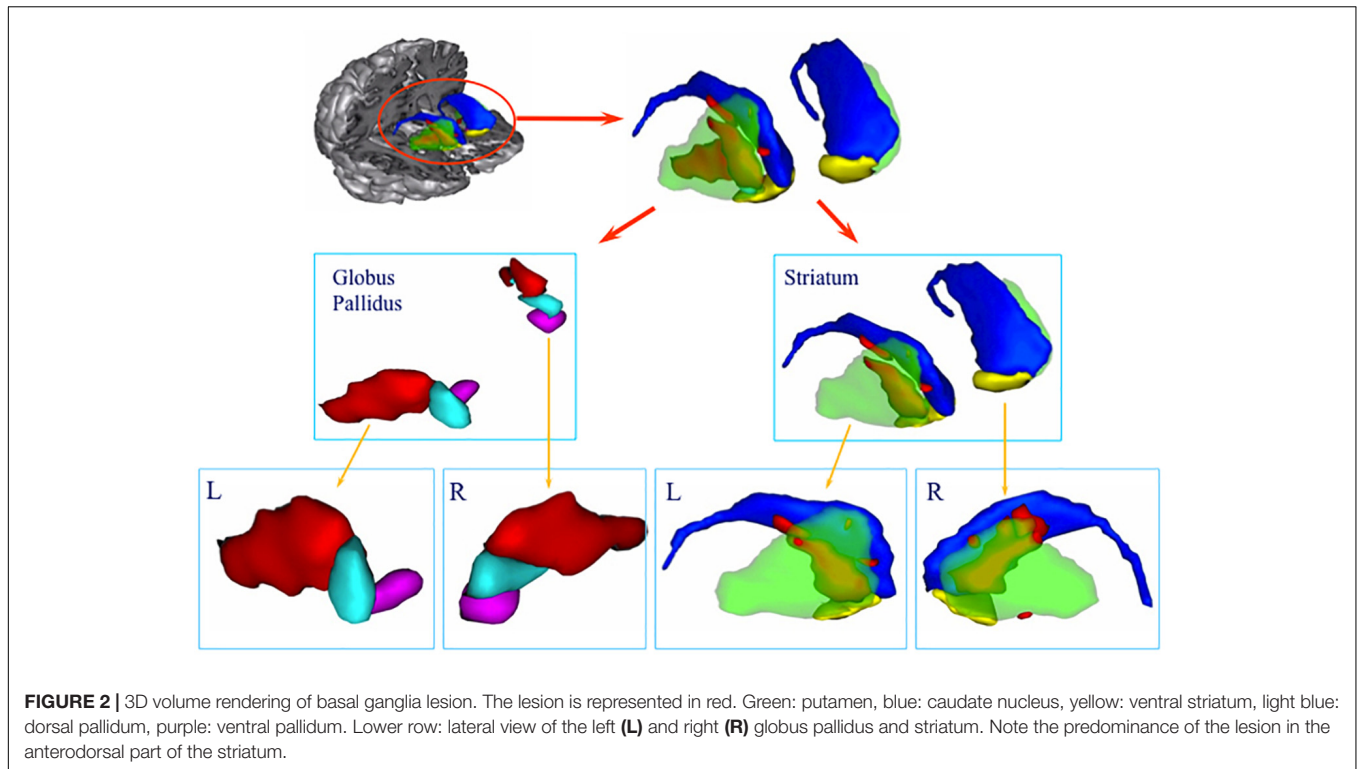 Globus
Pallidus
Striatum
L
R
L
R
FIGURE 2 | 3D volume rendering of basal ganglia lesion. The lesion is represented in red. Green: putamen, blue: caudate nucleus, yellow: ventral striatum, light blue:
dorsal pallidum, purple: ventral pallidum. Lower row: lateral view of the left (L) and right (R) globus pallidus and striatum. Note the predominance of the lesion in the
anterodorsal part of the striatum.